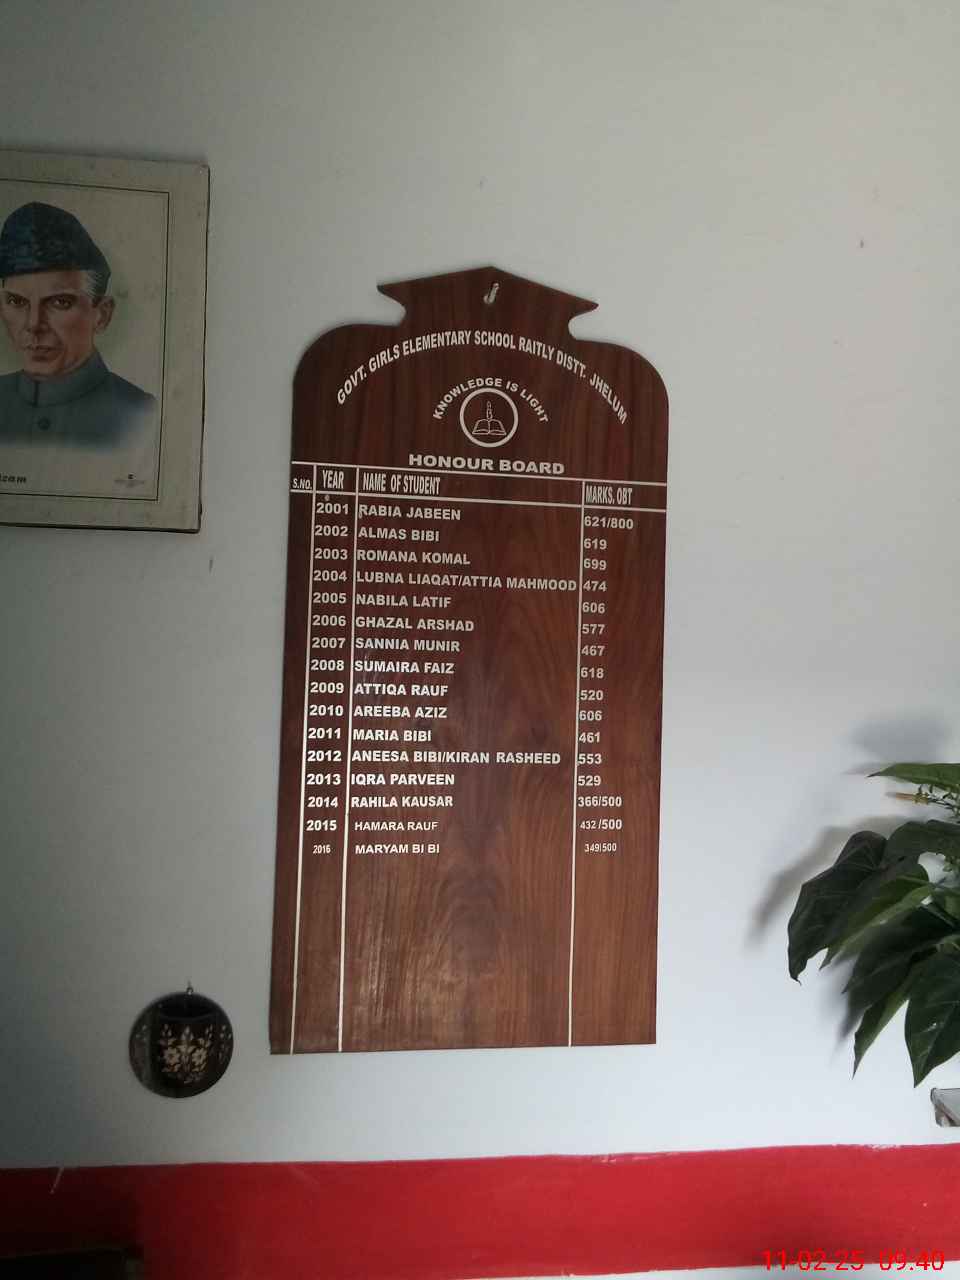 GOVT. GIRLS ELEMENTARY SCHOOL RAITLY DISTT. JHELUM
KNOWLEDGE IS LIGHT
HONOUR BOARD
S.NO. YEAR NAME OF STUDENT MARKS. OBT
2001 RABIA JABEEN 621/800
2002 ALMAS BIBI 619
2003 ROMANA KOMAL 699
2004 LUBNA LIAQAT/ATTIA MAHMOOD 474
2005 NABILA LATIF 606
2006 GHAZAL ARSHAD 577
2007 SANNIA MUNIR 467
2008 SUMAIRA FAIZ 618
2009 ATTIQA RAUF 520
2010 AREEBA AZIZ 606
2011 MARIA BIBI 461
2012 ANEESA BIBI/KIRAN RASHEED 553
2013 IQRA PARVEEN 529
2014 RAHILA KAUSAR 366/500
2015 HAMARA RAUF 432 /500
2016 MARYAM BI BI 349|500
11-02-25 09:40